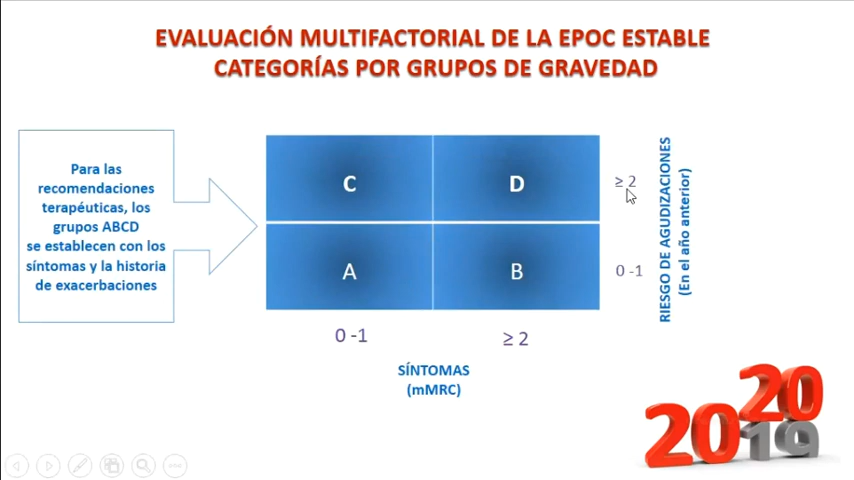 EVALUACIÓN MULTIFACTORIAL DE LA EPOC ESTABLE
CATEGORÍAS POR GRUPOS DE GRAVEDAD
Para las
recomendaciones
terapéuticas, los
grupos ABCD
se establecen con los
síntomas y la historia
de exacerbaciones
C
D
≥ 2
A
B
0 -1
RIESGO DE AGUDIZACIONES
(En el año anterior)
0 -1
≥ 2
SÍNTOMAS
(mMRC)
2020
19